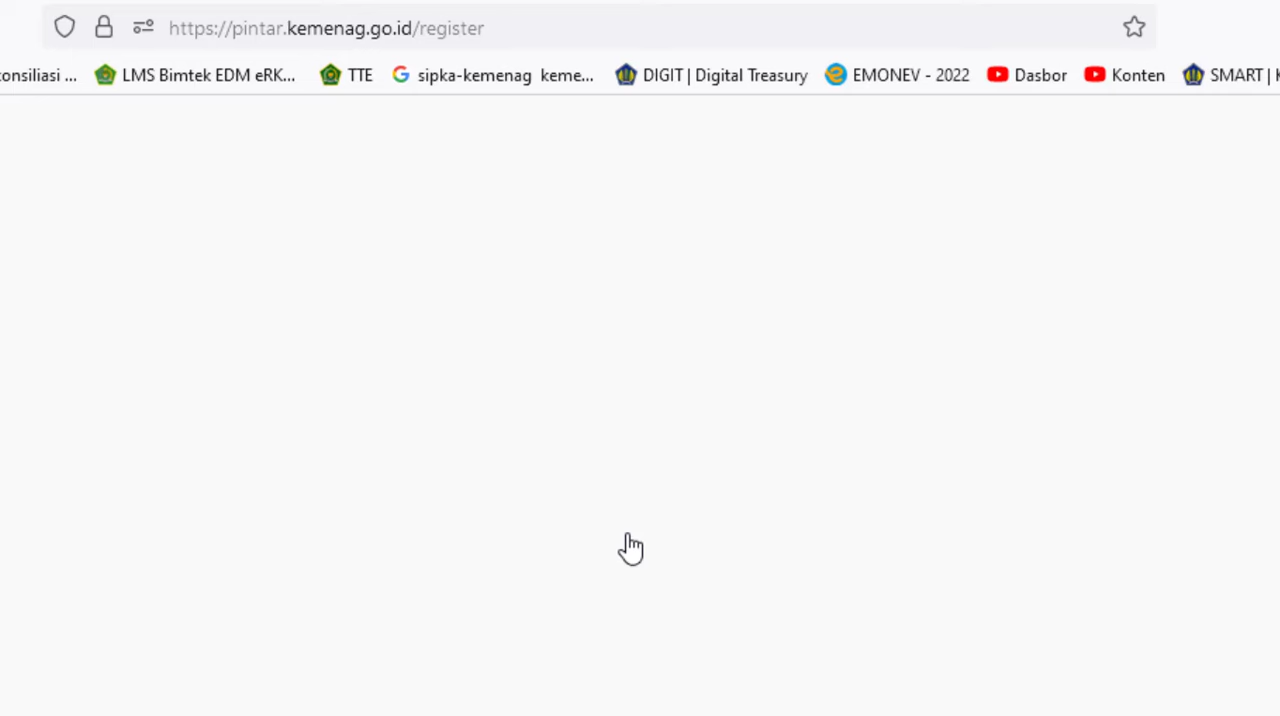 https://pintar.kemenag.go.id/register
onsiliasi ... LMS Bimtek EDM eRK... TTE sipka-kemenag keme... DIGIT | Digital Treasury EMONEV - 2022 Dasbor Konten SMART |